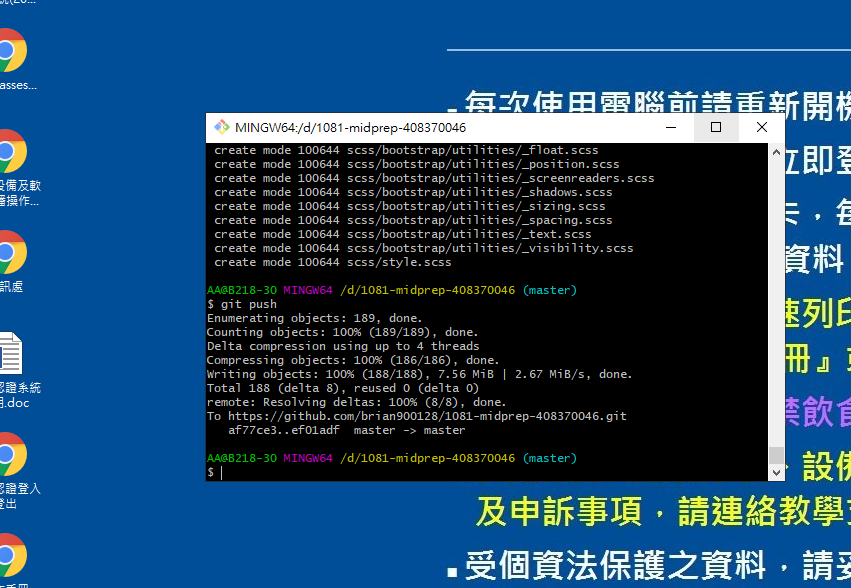 asses...
設備及軟
播操作...
訊處
認證系統
明.doc
認證登入
登出
每次使用電腦前請重新開機
立即登
卡，每
資料
速列印
冊』或
禁飲食
、設備
及申訴事項，請連絡教學
受個資法保護之資料，請妥
MINGW64:/d/1081-midprep-408370046
create mode 100644 scss/bootstrap/utilities/_float.scss
create mode 100644 scss/bootstrap/utilities/_position.scss
create mode 100644 scss/bootstrap/utilities/_screenreaders.scss
create mode 100644 scss/bootstrap/utilities/_shadows.scss
create mode 100644 scss/bootstrap/utilities/_sizing.scss
create mode 100644 scss/bootstrap/utilities/_spacing.scss
create mode 100644 scss/bootstrap/utilities/_text.scss
create mode 100644 scss/bootstrap/utilities/_visibility.scss
create mode 100644 scss/style.scss
AA@B218-30 MINGW64 /d/1081-midprep-408370046 (master)
$ git push
Enumerating objects: 189, done.
Counting objects: 100% (189/189), done.
Delta compression using up to 4 threads
Compressing objects: 100% (186/186), done.
Writing objects: 100% (188/188), 7.56 MiB | 2.67 MiB/s, done.
Total 188 (delta 8), reused 0 (delta 0)
remote: Resolving deltas: 100% (8/8), done.
To https://github.com/brian900128/1081-midprep-408370046.git
af77ce3..ef01adf  master -> master
AA@B218-30 MINGW64 /d/1081-midprep-408370046 (master)
$